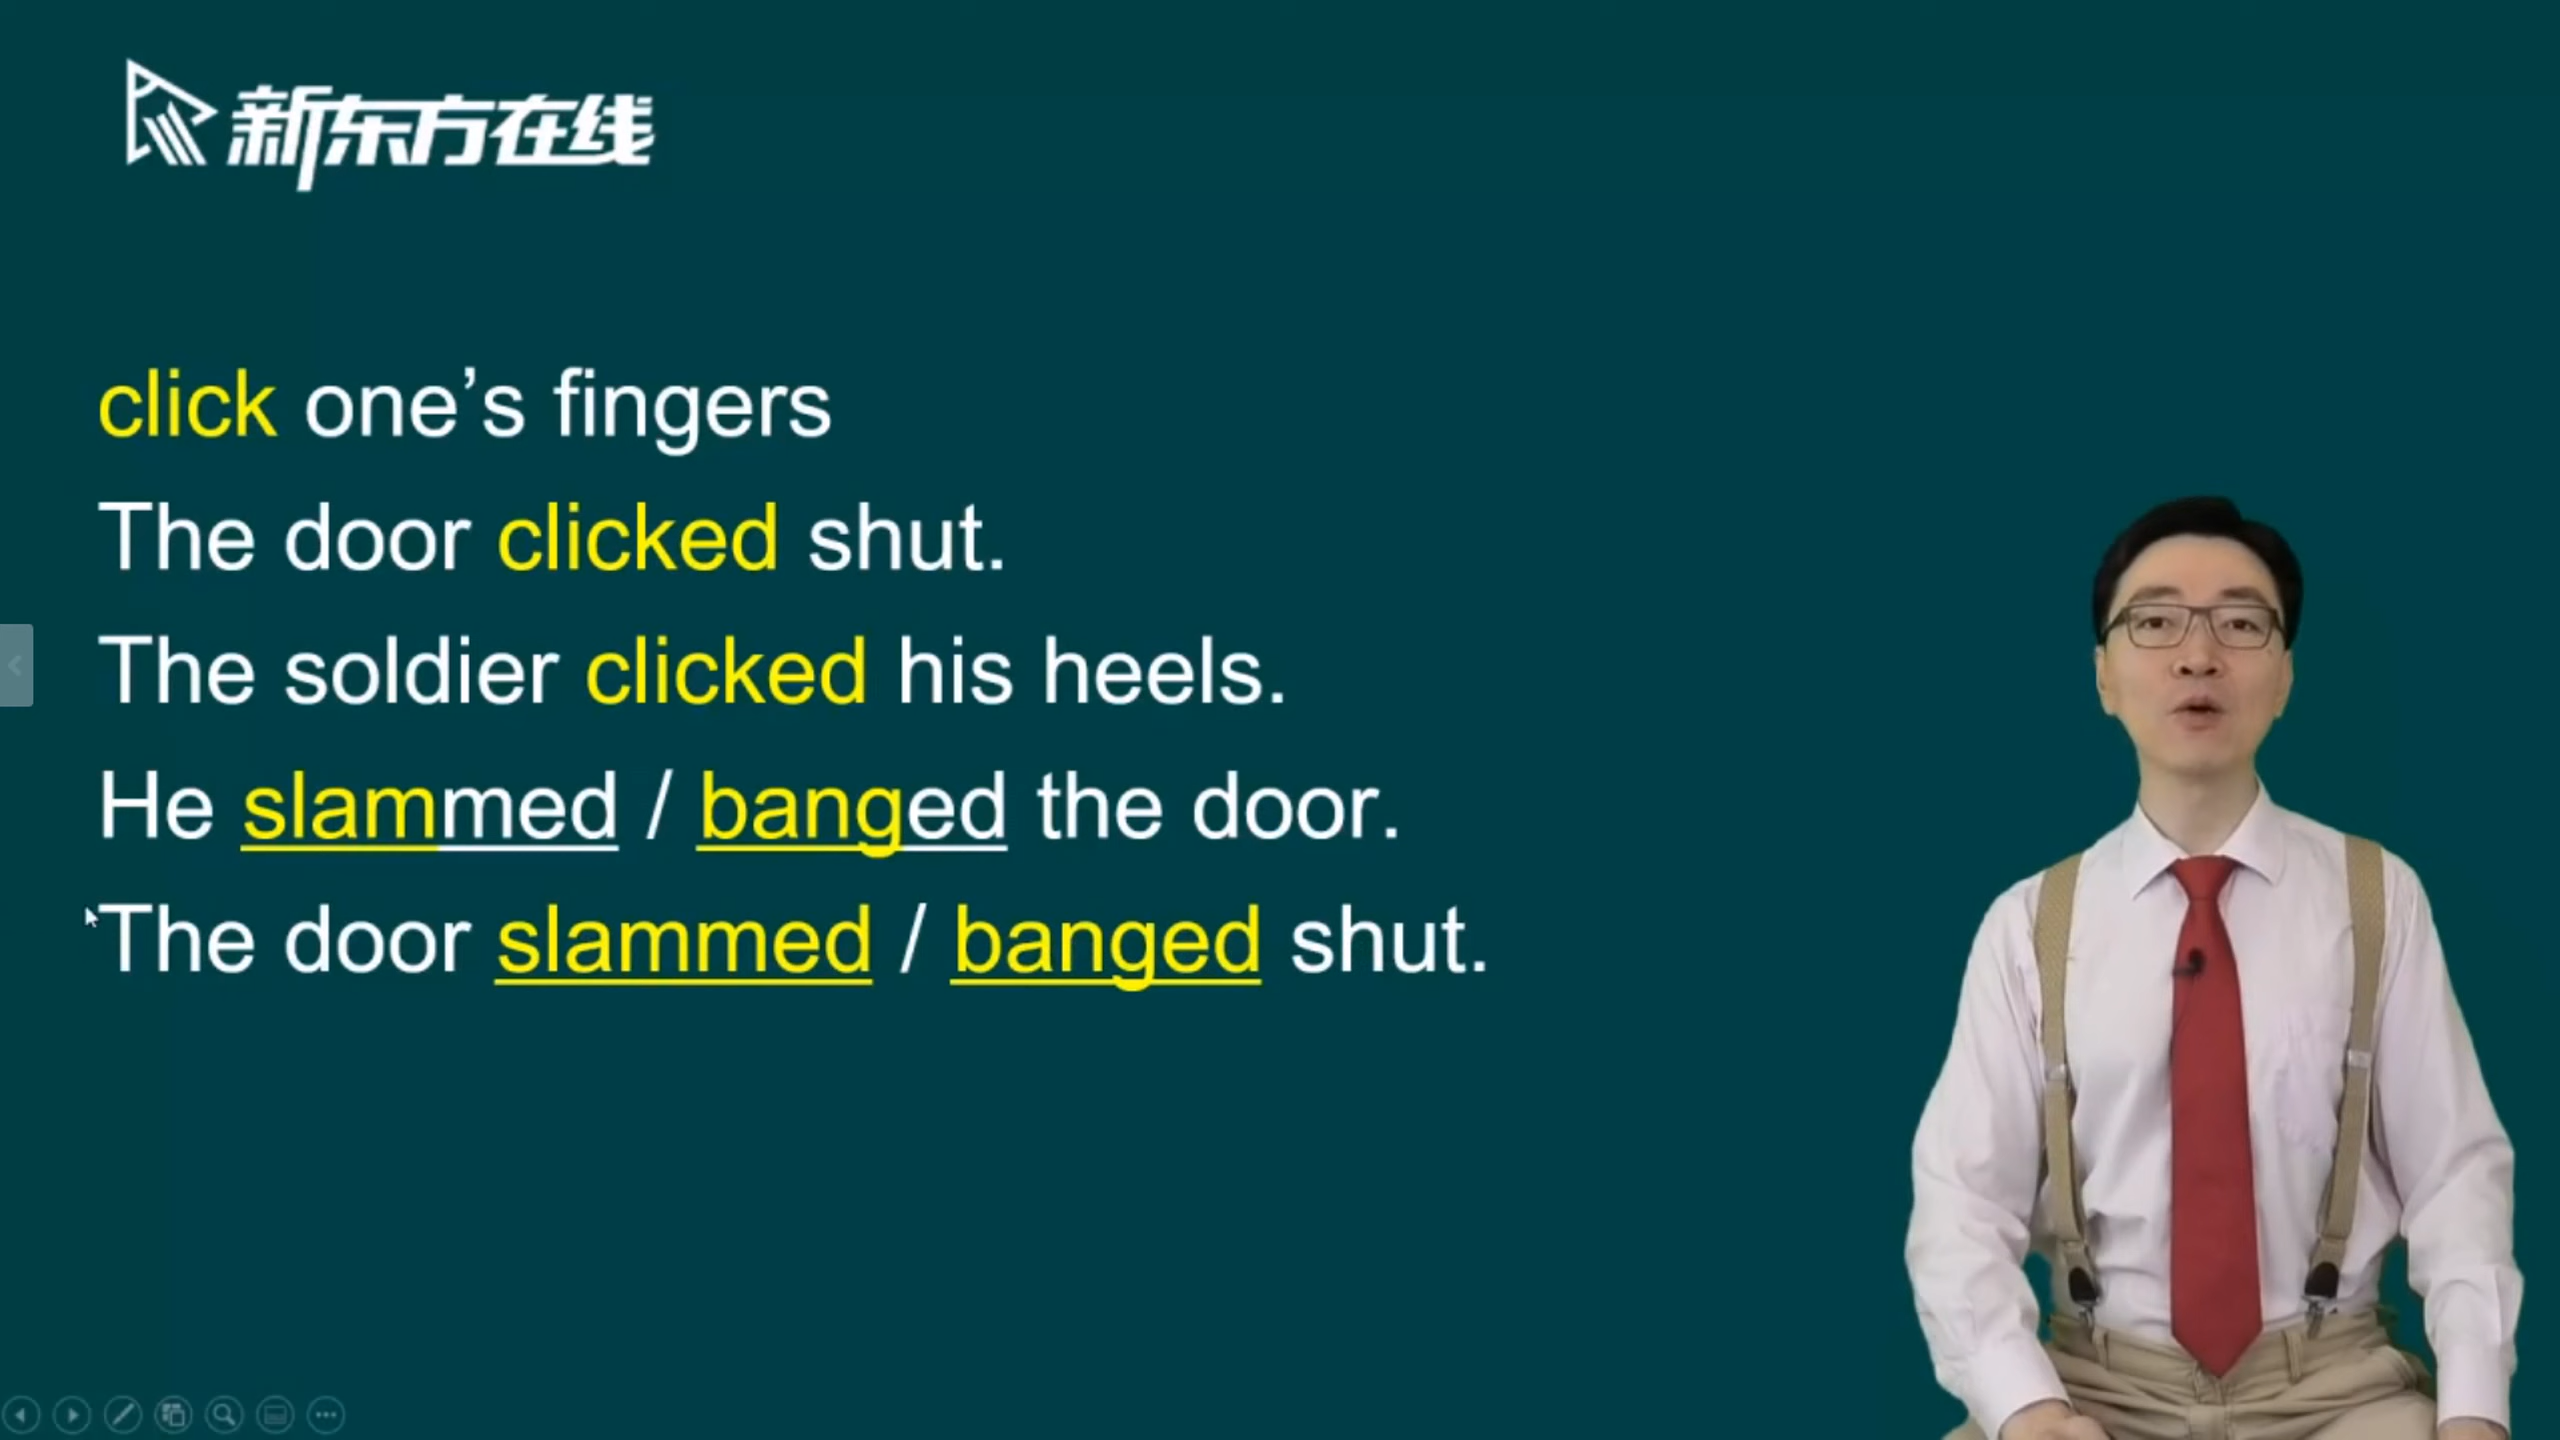 新东方在线
click one’s fingers
The door clicked shut.
The soldier clicked his heels.
He slammed / banged the door.
The door slammed / banged shut.